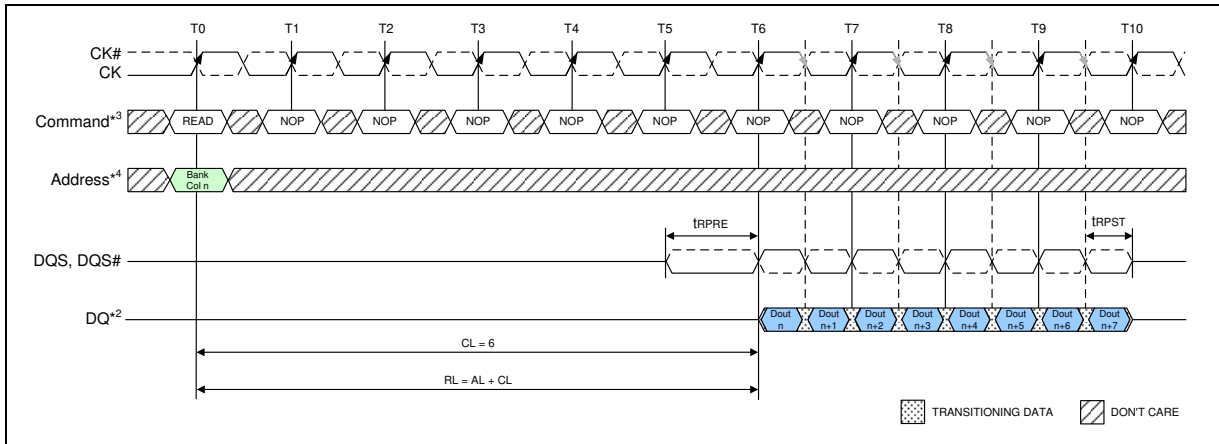 T0 T1 T2 T3 T4 T5 T6 T7 T8 T9 T10
CK#
CK
Command*3 READ NOP NOP NOP NOP NOP NOP NOP NOP NOP NOP
Address*4 Bank
Col n
tRPRE tRPST
DQS, DQS#
DQ*2 Dout
n Dout
n+1 Dout
n+2 Dout
n+3 Dout
n+4 Dout
n+5 Dout
n+6 Dout
n+7
CL = 6
RL = AL + CL
TRANSITIONING DATA DON'T CARE